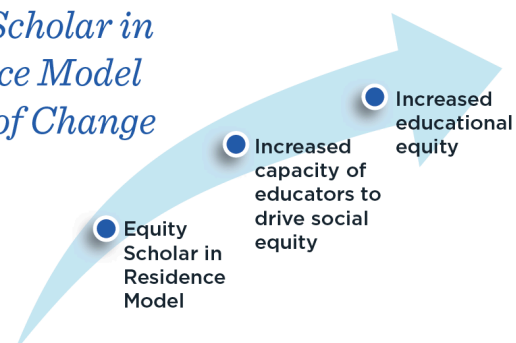 Scholar in
ce Model
of Change
Increased
educational
equity
Increased
capacity of
educators to
drive social
equity
Equity
Scholar in
Residence
Model